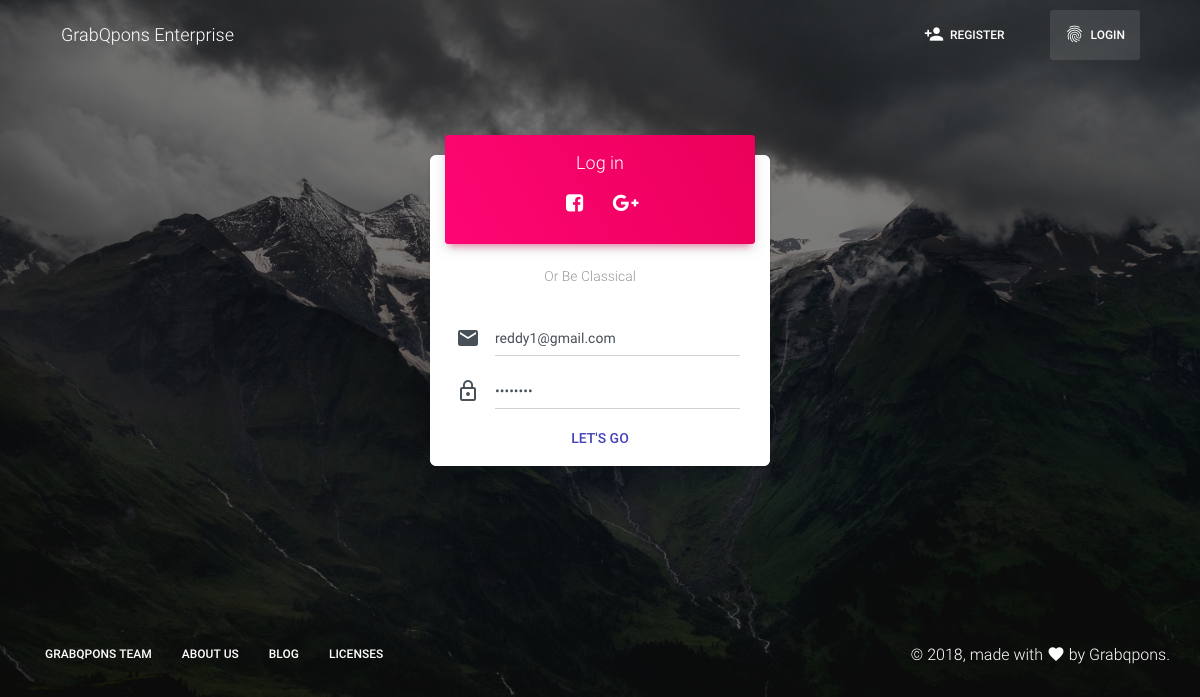 GrabQpons Enterprise
REGISTER
LOGIN
Log in
G+
Or Be Classical
reddy1@gmail.com
••••••••
LET'S GO
GRABQPONS TEAM
ABOUT US
BLOG
LICENSES
© 2018, made with ♥ by Grabqpons.